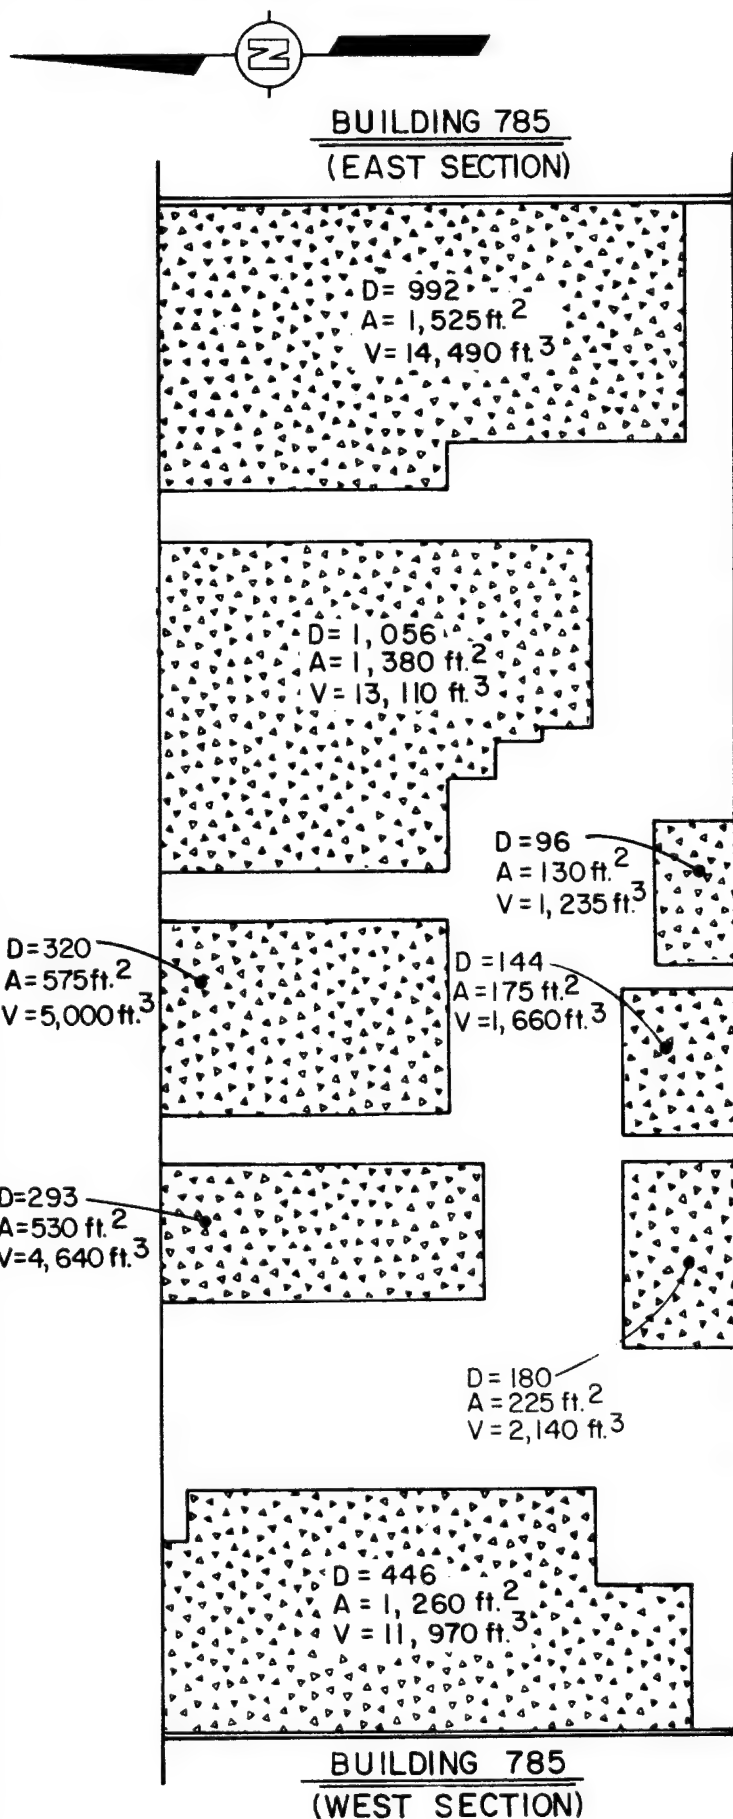 N
BUILDING 785
(EAST SECTION)
D= 992
A= 1,525 ft.²
V= 14,490 ft.³
D= 1,056
A= 1,380 ft.²
V= 13,110 ft.³
D=96
A= 130 ft.²
V= 1,235 ft.³
D=320
A= 575 ft.²
V=5,000 ft.³
D=144
A= 175 ft.²
V=1,660 ft.³
D=293
A=530 ft.²
V=4,640 ft.³
D= 180
A= 225 ft.²
V= 2,140 ft.³
D= 446
A= 1,260 ft.²
V= 11,970 ft.³
BUILDING 785
(WEST SECTION)